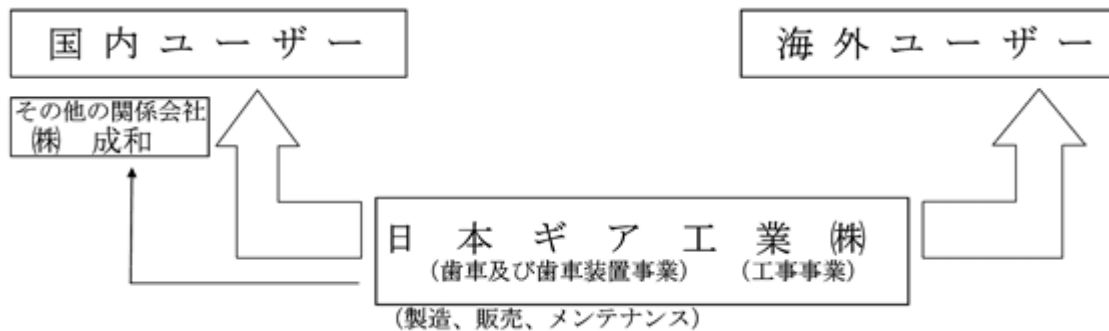 国内ユーザー
海外ユーザー
その他の関係会社
㈱ 成和
日本ギア工業㈱
(歯車及び歯車装置事業) (工事事業)
(製造、販売、メンテナンス)